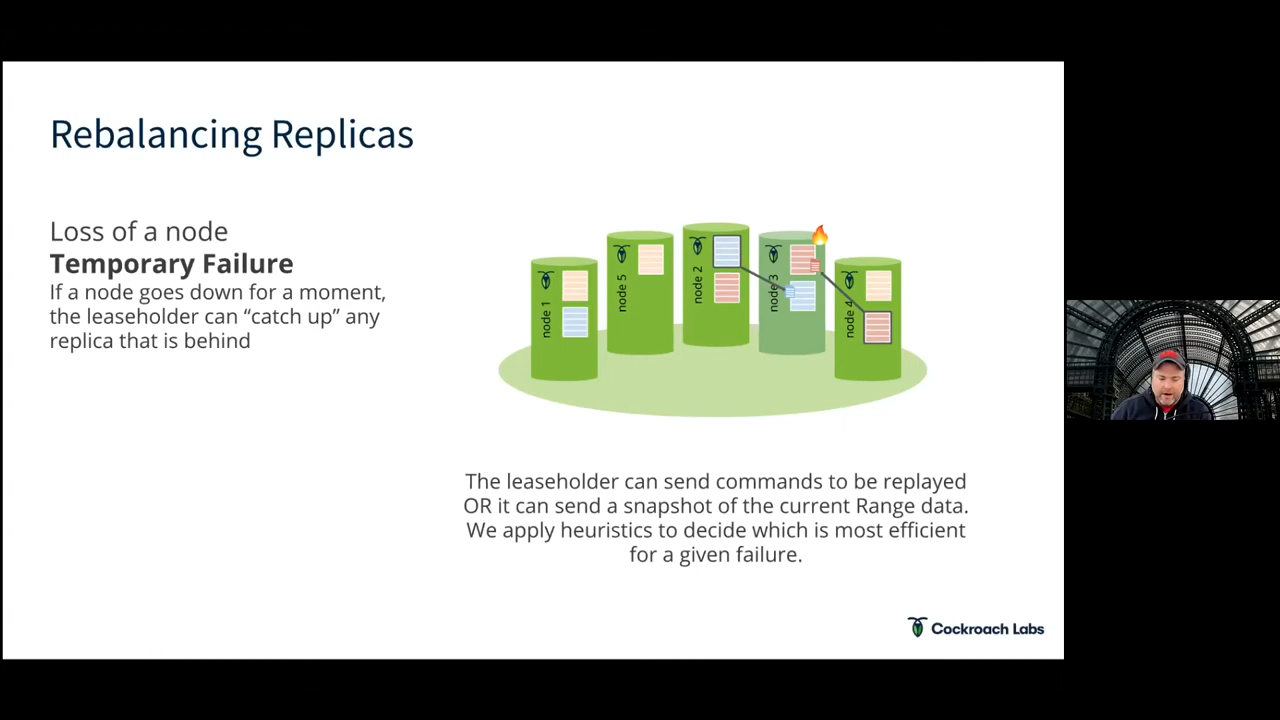 Rebalancing Replicas
Loss of a node
Temporary Failure
If a node goes down for a moment,
the leaseholder can “catch up” any
replica that is behind
node 1
node 5
node 2
node 3
node 4
The leaseholder can send commands to be replayed
OR it can send a snapshot of the current Range data.
We apply heuristics to decide which is most efficient
for a given failure.
Cockroach Labs